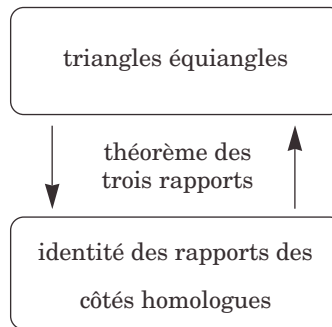 triangles équiangles
théorème des
trois rapports
identité des rapports des
côtés homologues